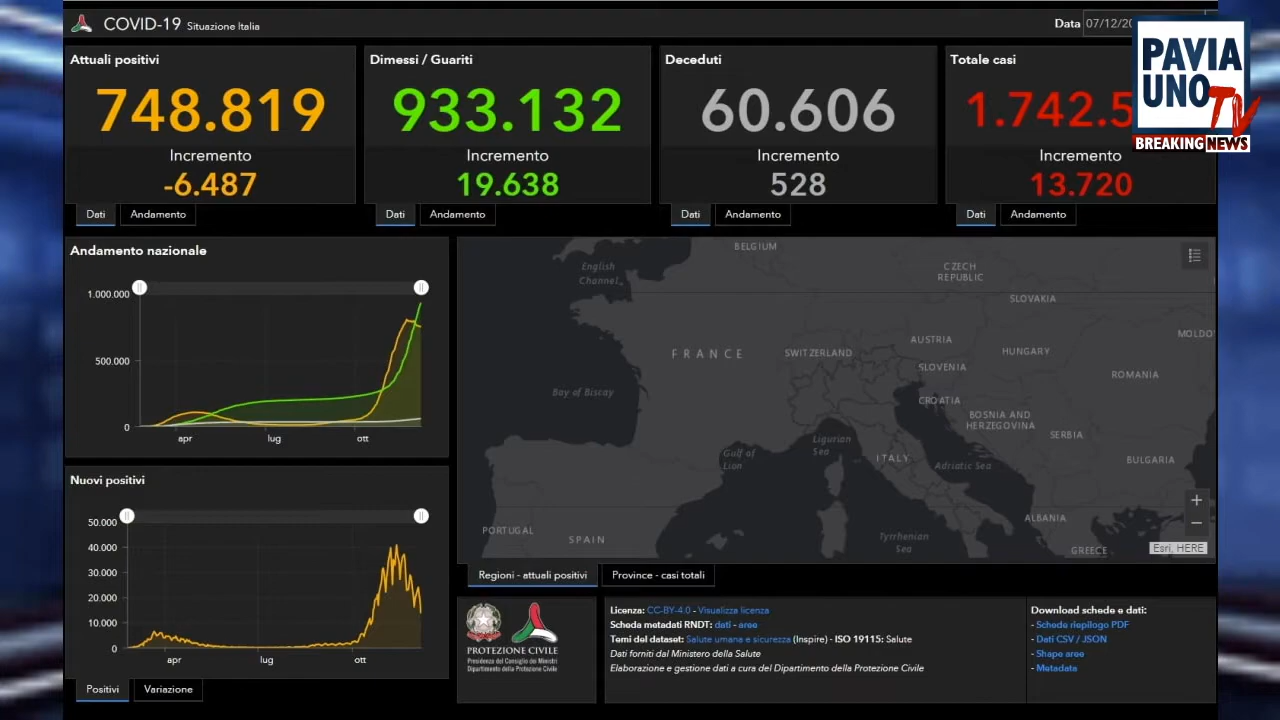 COVID-19 Situazione Italia
Data 07/12/20
PAVIA
UNO TV
BREAKING NEWS
Attuali positivi
748.819
Incremento
-6.487
Dati
Andamento
Dimessi / Guariti
933.132
Incremento
19.638
Dati
Andamento
Deceduti
60.606
Incremento
528
Dati
Andamento
Totale casi
1.742.5
Incremento
13.720
Dati
Andamento
Andamento nazionale
1.000.000
500.000
0
apr
lug
ott
Nuovi positivi
50.000
40.000
30.000
20.000
10.000
0
apr
lug
ott
Positivi
Variazione
BELGIUM
English
Channel
CZECH
REPUBLIC
SLOVAKIA
MOLDO
FRANCE
SWITZERLAND
AUSTRIA
HUNGARY
SLOVENIA
ROMANIA
Bay of Biscay
CROATIA
BOSNIA AND
HERZEGOVINA
SERBIA
Ligurian
Sea
Gulf of
Lion
ITALY
Adriatic Sea
BULGARIA
PORTUGAL
SPAIN
Tyrrhenian
Sea
ALBANIA
GREECE
Esri, HERE
Regioni - attuali positivi
Province - casi totali
PROTEZIONE CIVILE
Presidenza del Consiglio dei Ministri
Dipartimento della Protezione Civile
Licenza: CC-BY-4.0 - Visualizza licenza
Scheda metadati RNDT: dati - aree
Temi del dataset: Salute umana e sicurezza (Inspire) - ISO 19115: Salute
Dati forniti dal Ministero della Salute
Elaborazione e gestione dati a cura del Dipartimento della Protezione Civile
Download schede e dati:
- Schede riepilogo PDF
- Dati CSV / JSON
- Shape aree
- Metadata